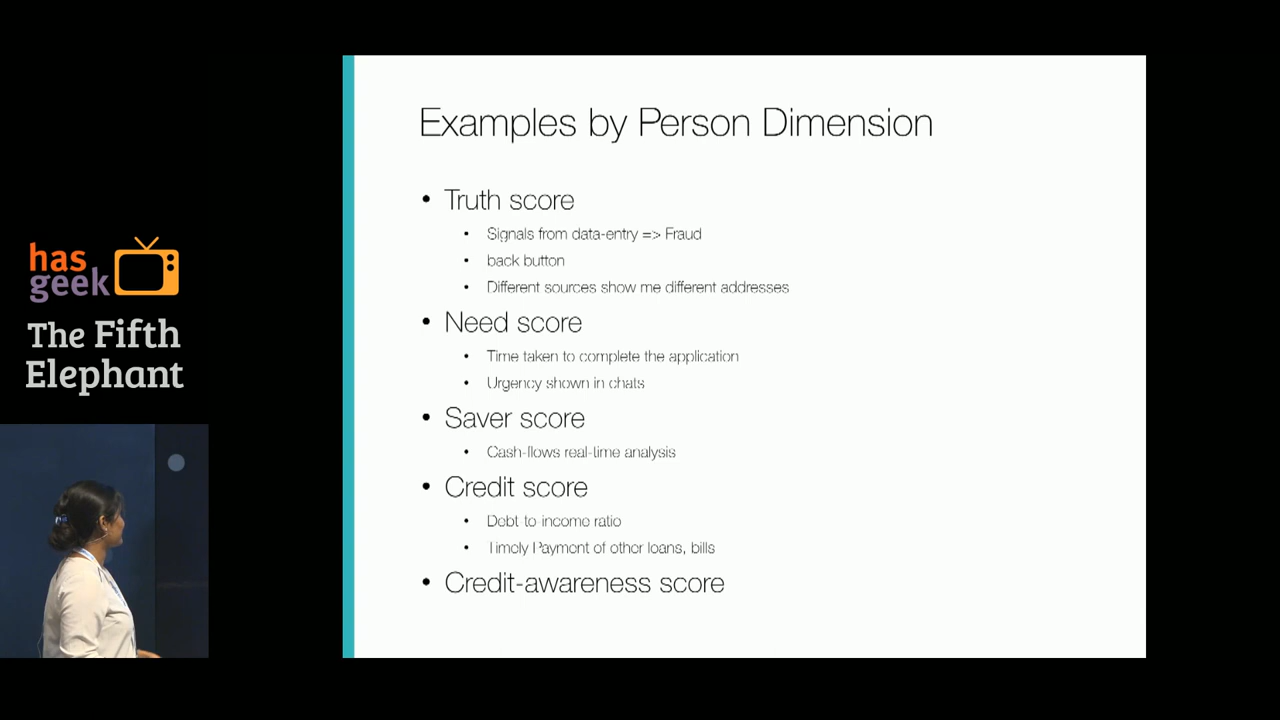 has
geek
The Fifth
Elephant
Examples by Person Dimension
• Truth score
• Signals from data-entry => Fraud
• back button
• Different sources show me different addresses
• Need score
• Time taken to complete the application
• Urgency shown in chats
• Saver score
• Cash-flows real-time analysis
• Credit score
• Debt-to-income ratio
• Timely Payment of other loans, bills
• Credit-awareness score